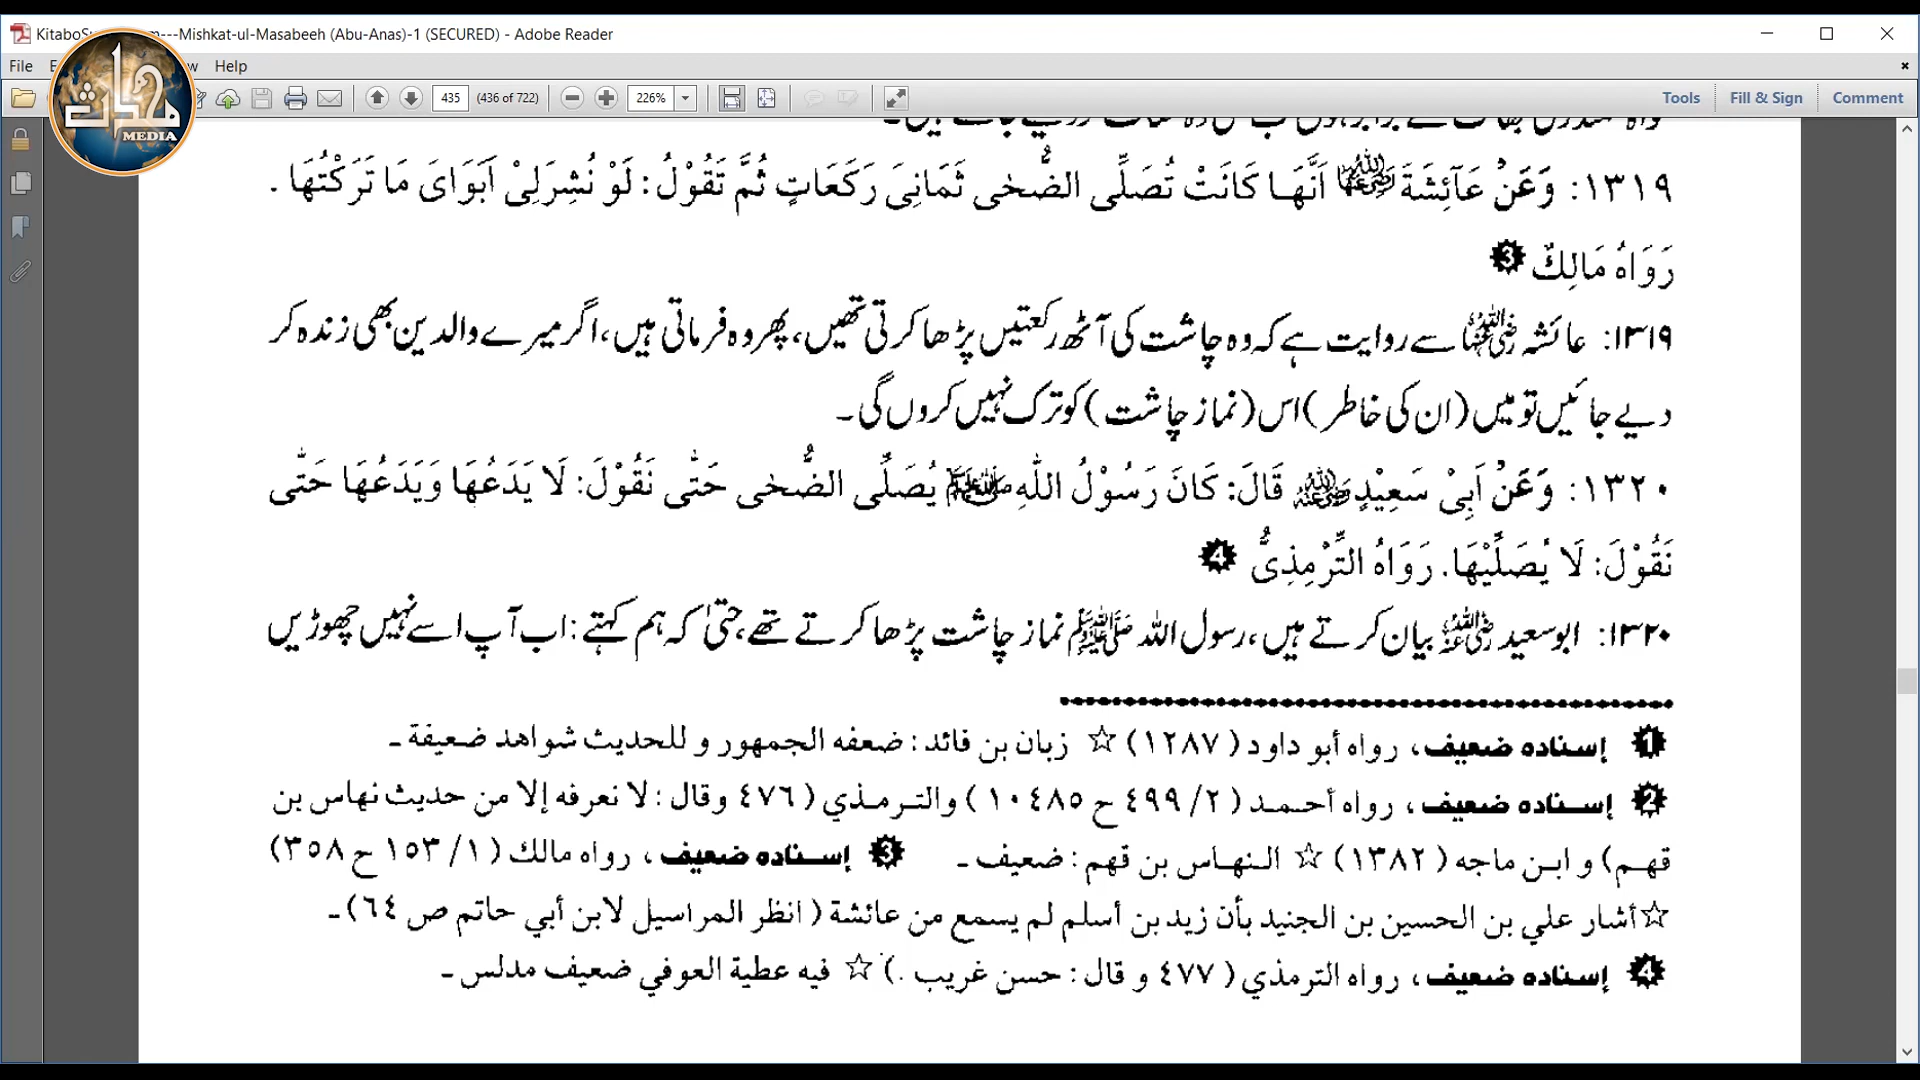 KitaboS
---Mishkat-ul-Masabeeh (Abu-Anas)-1 (SECURED) - Adobe Reader
File Help
435 (436 of 722) 226% Tools Fill & Sign Comment
محدث
MEDIA
١٣١٩: وَعَنْ عَآئِشَةَ رَضِيَ اللَّهُ عَنْهَا اَنَّهَا كَانَتْ تُصَلِّى الضُّحٰى ثَمَانِىَ رَكَعَاتٍ ثُمَّ تَقُوْلُ: لَوْ نُشِرَلِىْ اَبَوَاىَ مَا تَرَكْتُهَا.
رَوَاهُ مَالِكٌ ❸
۱۳۱۹: عائشہ رضی اللہ عنہا سے روایت ہے کہ وہ چاشت کی آٹھ رکعتیں پڑھا کرتی تھیں، پھر وہ فرماتی ہیں، اگر میرے والدین بھی زندہ کر
دیے جائیں تو میں (ان کی خاطر) اس (نماز چاشت) کو ترک نہیں کروں گی۔
١٣٢٠: وَعَنْ اَبِىْ سَعِيْدٍ رَضِيَ اللَّهُ عَنْهُ قَالَ: كَانَ رَسُوْلُ اللّٰهِ ﷺ يُصَلِّى الضُّحٰى حَتّٰى نَقُوْلَ: لَا يَدَعُهَا وَيَدَعُهَا حَتّٰى
نَقُوْلَ: لَا يُصَلِّيْهَا. رَوَاهُ التِّرْمِذِىُّ ❹
۱۳۲۰: ابوسعید رضی اللہ عنہ بیان کرتے ہیں، رسول اللہ ﷺ نماز چاشت پڑھا کرتے تھے، حتیٰ کہ ہم کہتے: اب آپ اسے نہیں چھوڑیں
❶ إسناده ضعيف، رواه أبو داود (١٢٨٧) ☆ زبان بن فائد: ضعفه الجمهور و للحديث شواهد ضعيفة۔
❷ إسناده ضعيف، رواه أحمد (٢/ ٤٩٩ ح ١٠٤٨٥) والترمذي (٤٧٦ وقال: لا نعرفه إلا من حديث نهاس بن
قهم) و ابن ماجه (١٣٨٢) ☆ النهاس بن قهم: ضعيف۔ ❸ إسناده ضعيف، رواه مالك (١/ ١٥٣ ح ٣٥٨)
☆ أشار علي بن الحسين بن الجنيد بأن زيد بن أسلم لم يسمع من عائشة (انظر المراسيل لابن أبي حاتم ص ٦٤)۔
❹ إسناده ضعيف، رواه الترمذي (٤٧٧ و قال: حسن غريب.) ☆ فيه عطية العوفي ضعيف مدلس۔